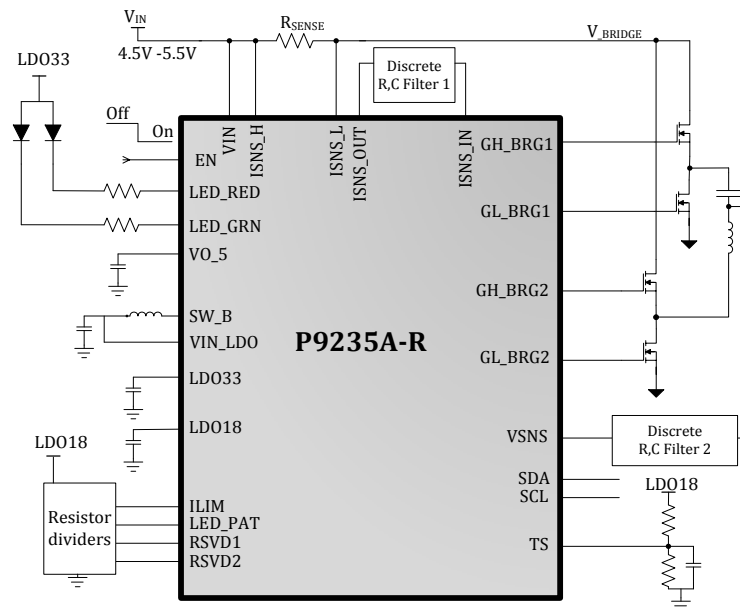 VIN
4.5V -5.5V
RSENSE
V_BRIDGE
LDO33
Discrete
R,C Filter 1
Off
On
VIN
ISNS_H
ISNS_L
ISNS_OUT
ISNS_IN
EN
LED_RED
LED_GRN
VO_5
SW_B
VIN_LDO
LDO33
LDO18
ILIM
LED_PAT
RSVD1
RSVD2
P9235A-R
GH_BRG1
GL_BRG1
GH_BRG2
GL_BRG2
VSNS
SDA
SCL
TS
Discrete
R,C Filter 2
LDO18
LDO18
Resistor
dividers